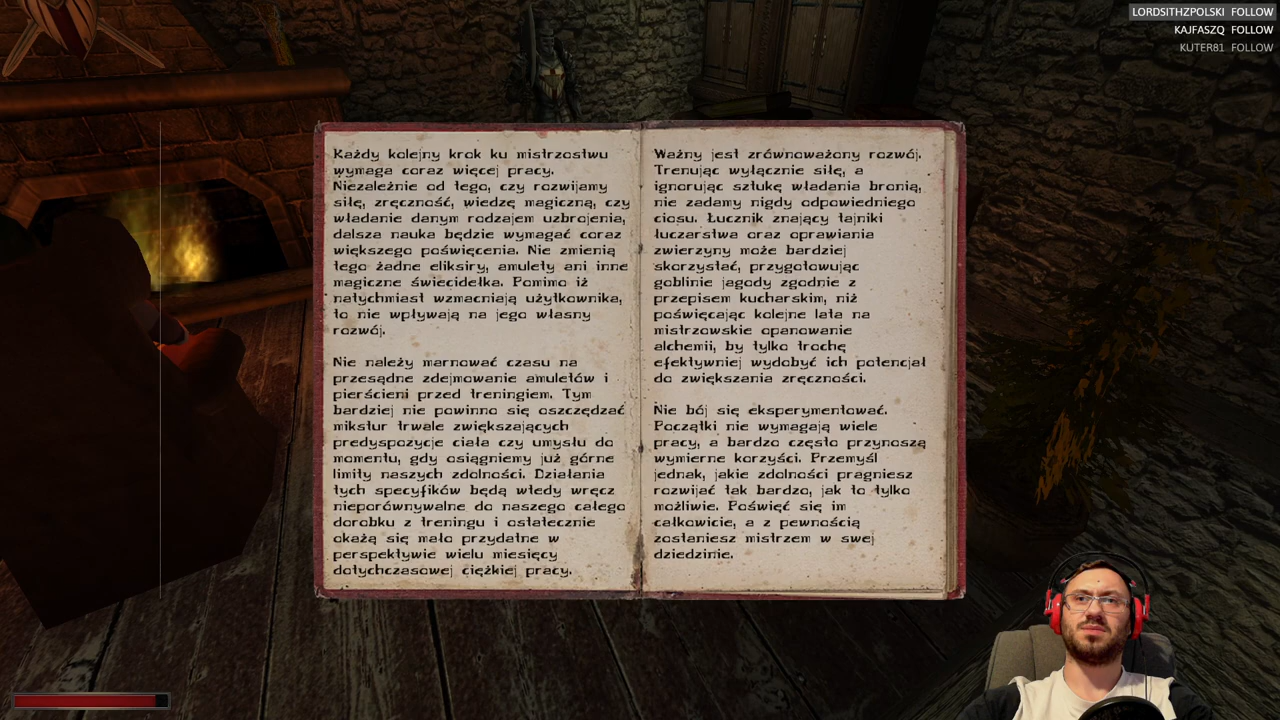 LORDSITHZPOLSKI FOLLOW
KAJFASZQ FOLLOW
KUTER81 FOLLOW
Każdy kolejny krok ku mistrzostwu
wymaga coraz więcej pracy.
Niezależnie od tego, czy rozwijamy
siłę, zręczność, wiedzę magiczną, czy
władanie danym rodzajem uzbrojenia,
dalsza nauka będzie wymagać coraz
większego poświęcenia. Nie zmienią
tego żadne eliksiry, amulety ani inne
magiczne świecidełka. Pomimo iż
natychmiast wzmacniają użytkownika,
to nie wpływają na jego własny
rozwój.
Nie należy marnować czasu na
przesądne zdejmowanie amuletów i
pierścieni przed treningiem. Tym
bardziej nie powinno się oszczędzać
mikstur trwale zwiększających
predyspozycje ciała czy umysłu do
momentu, gdy osiągniemy już górne
limity naszych zdolności. Działania
tych specyfików będą wtedy wręcz
nieporównywalne do naszego całego
dorobku z treningu i ostatecznie
okażą się mało przydatne w
perspektywie wielu miesięcy
dotychczasowej ciężkiej pracy.
Ważny jest zrównoważony rozwój.
Trenując wyłącznie siłę, a
ignorując sztukę władania bronią,
nie zadamy nigdy odpowiedniego
ciosu. Łucznik znający tajniki
łuczarstwa oraz oprawiania
zwierzyny może bardziej
skorzystać, przygotowując
goblinie jagody zgodnie z
przepisem kucharskim, niż
poświęcając kolejne lata na
mistrzowskie opanowanie
alchemii, by tylko trochę
efektywniej wydobyć ich potencjał
do zwiększania zręczności.
Nie bój się eksperymentować.
Początki nie wymagają wiele
pracy, a bardzo często przynoszą
wymierne korzyści. Przemyśl
jednak, jakie zdolności pragniesz
rozwijać tak bardzo, jak to tylko
możliwie. Poświęć się im
całkowicie, a z pewnością
zostaniesz mistrzem w swej
dziedzinie.